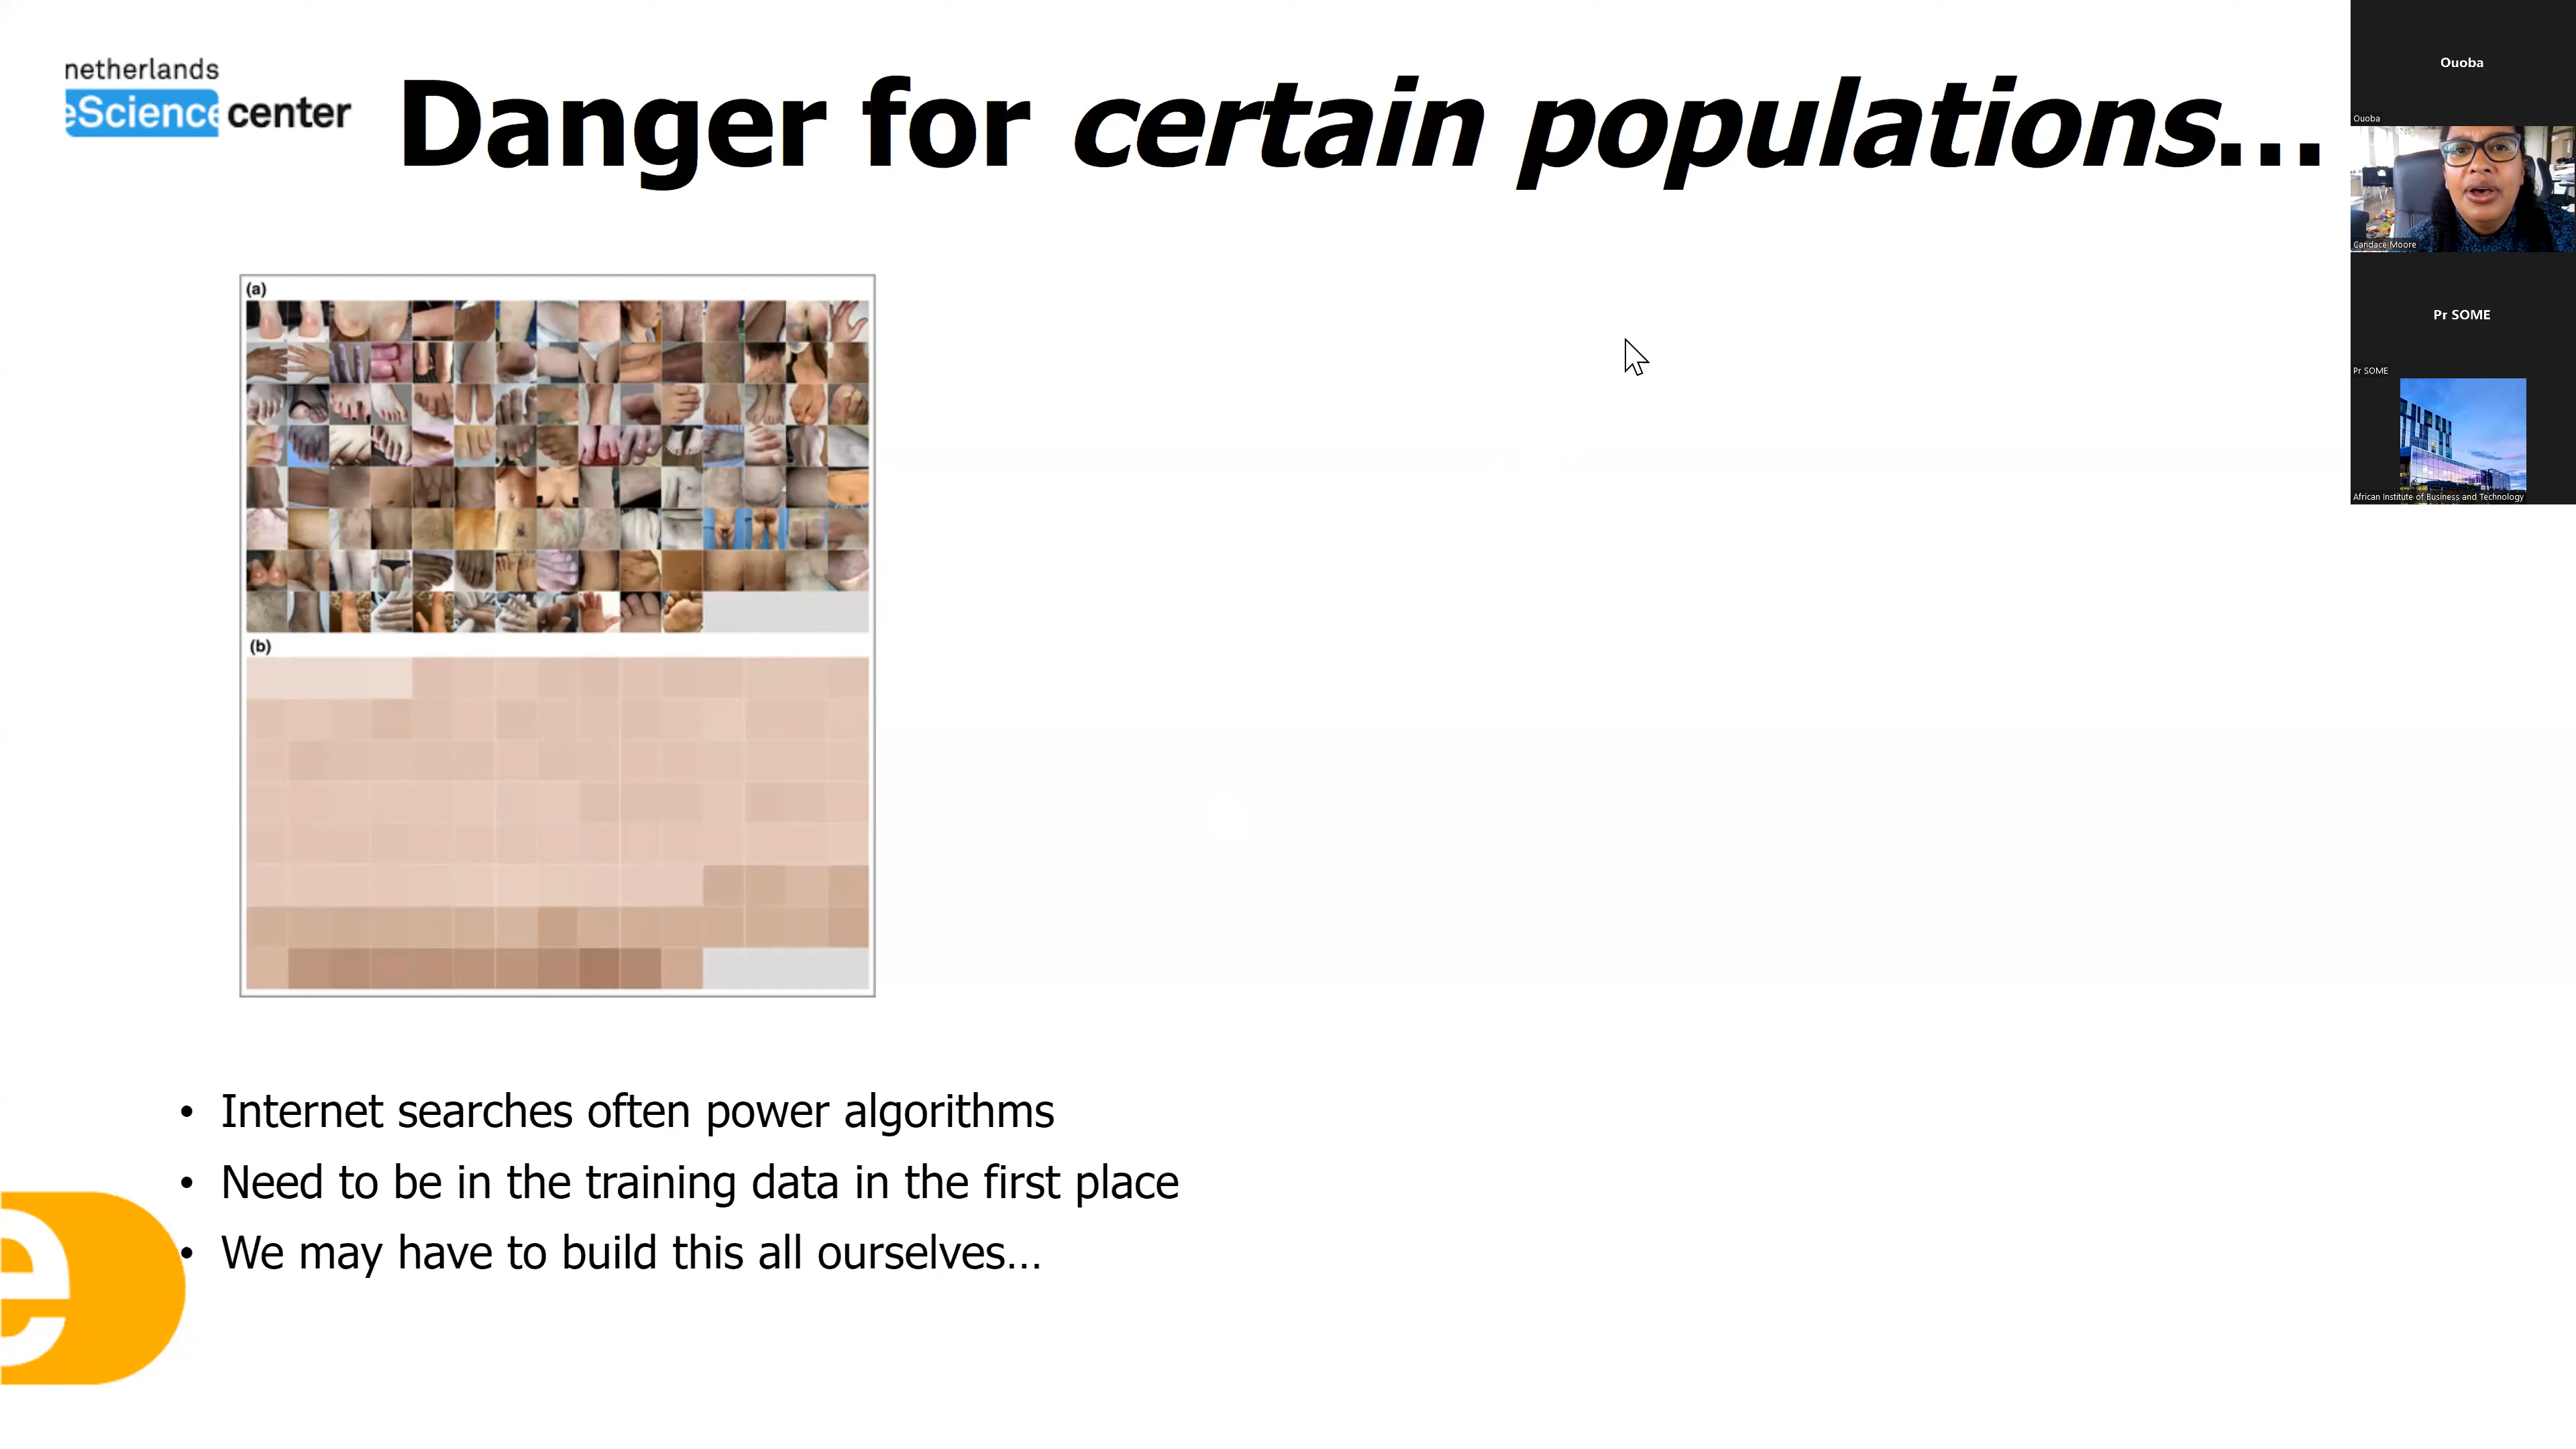 netherlands
eScience center
Danger for certain populations...
(a)
(b)
• Internet searches often power algorithms
• Need to be in the training data in the first place
• We may have to build this all ourselves...
e
Ouoba
Ouoba
Candace Moore
Pr SOME
Pr SOME
African Institute of Business and Technology